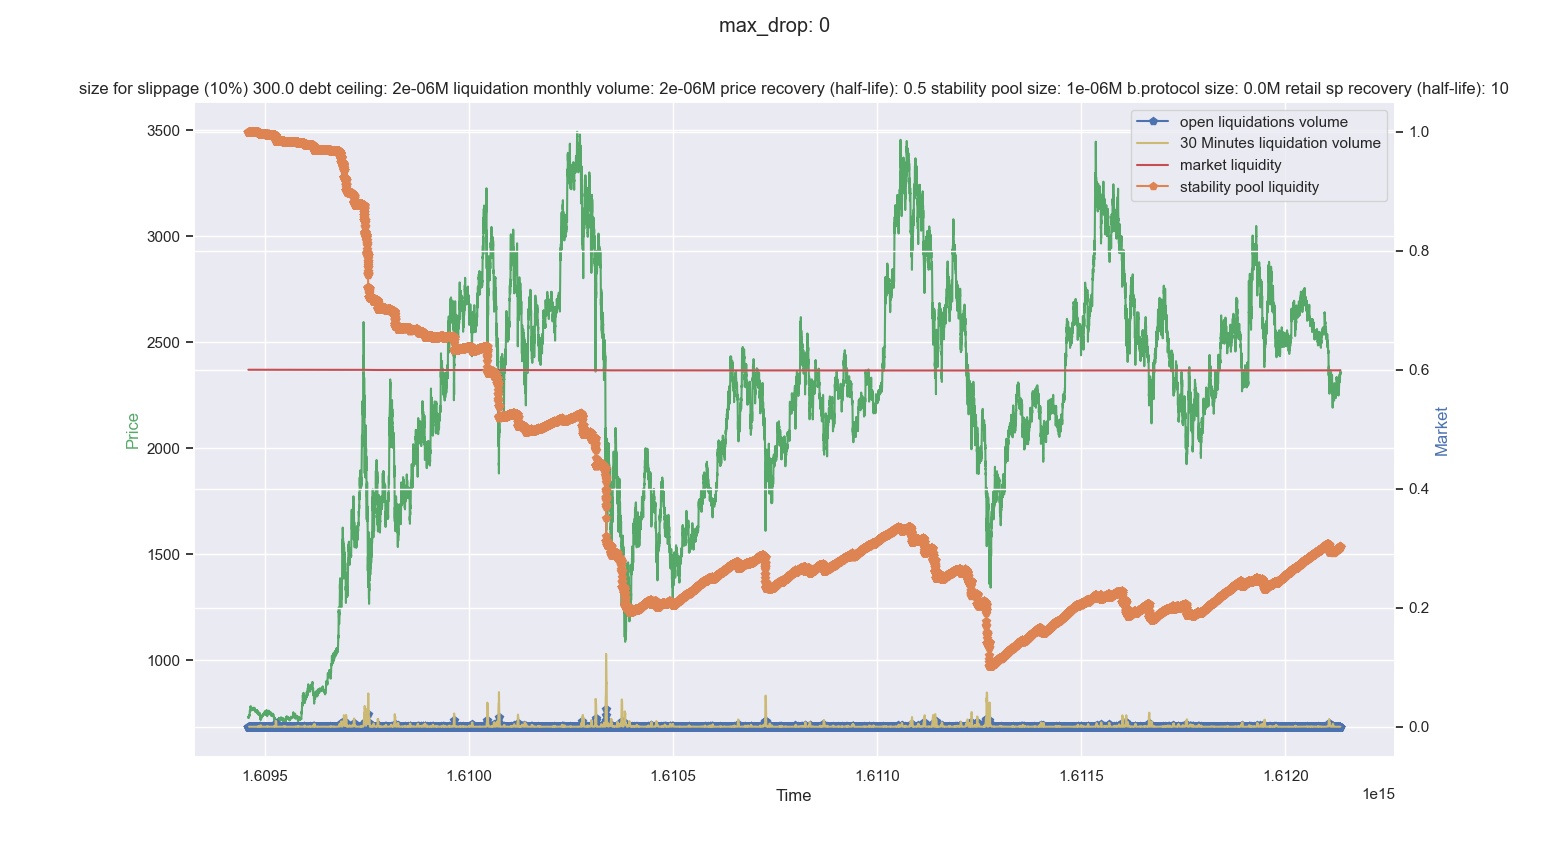 max_drop: 0
size for slippage (10%) 300.0 debt ceiling: 2e-06M liquidation monthly volume: 2e-06M price recovery (half-life): 0.5 stability pool size: 1e-06M b.protocol size: 0.0M retail sp recovery (half-life): 10
open liquidations volume
30 Minutes liquidation volume
market liquidity
stability pool liquidity
3500
3000
2500
2000
1500
1000
Price
1.0
0.8
0.6
0.4
0.2
0.0
Market
1.6095 1.6100 1.6105 1.6110 1.6115 1.6120
Time
1e15